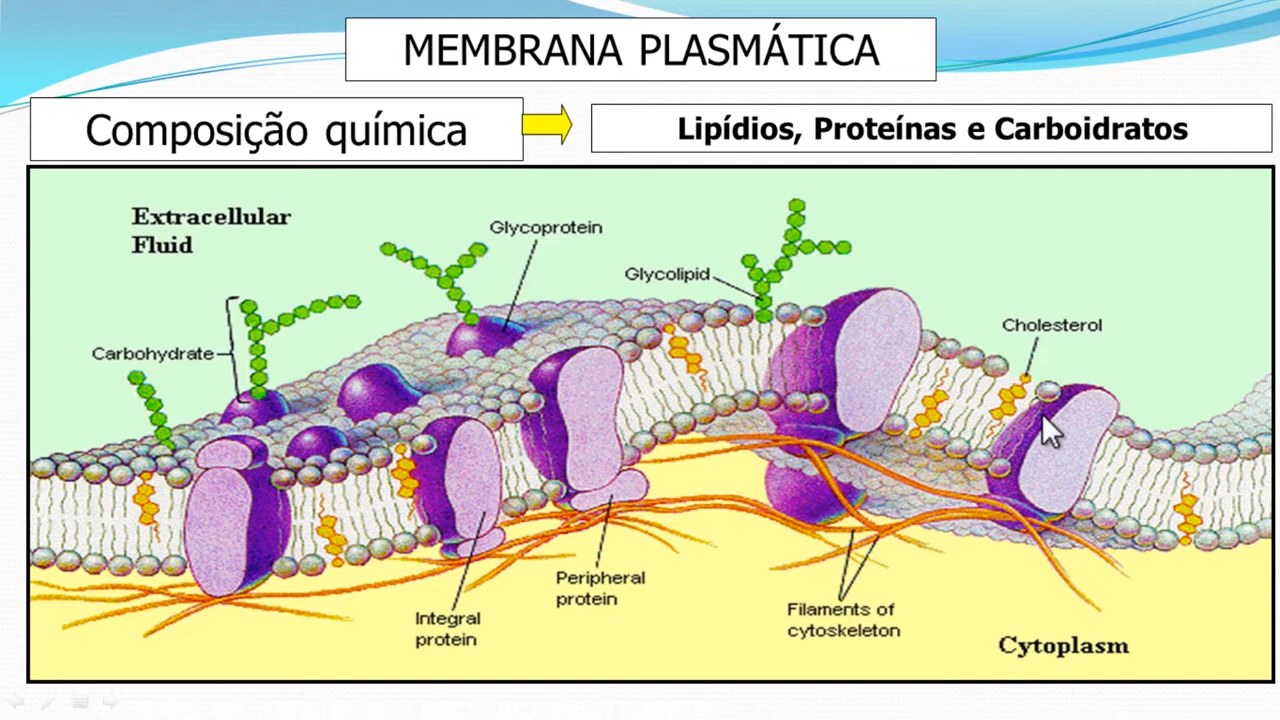 MEMBRANA PLASMÁTICA
Composição química
Lipídios, Proteínas e Carboidratos
Extracellular
Fluid
Glycoprotein
Glycolipid
Cholesterol
Carbohydrate
Peripheral
protein
Integral
protein
Filaments of
cytoskeleton
Cytoplasm